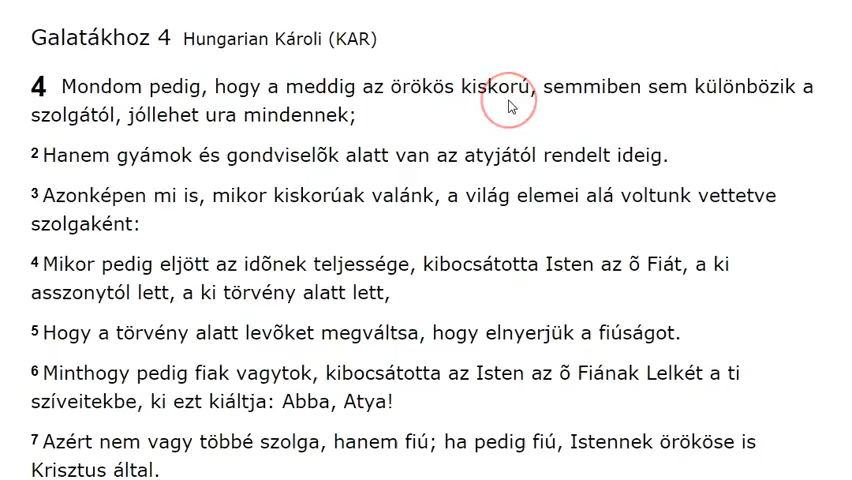 Galatákhoz 4 Hungarian Károli (KAR)
4 Mondom pedig, hogy a meddig az örökös kiskorú, semmiben sem különbözik a
szolgától, jóllehet ura mindennek;
2 Hanem gyámok és gondviselõk alatt van az atyjától rendelt ideig.
3 Azonképen mi is, mikor kiskorúak valánk, a világ elemei alá voltunk vettetve
szolgaként:
4 Mikor pedig eljött az idõnek teljessége, kibocsátotta Isten az õ Fiát, a ki
asszonytól lett, a ki törvény alatt lett,
5 Hogy a törvény alatt levõket megváltsa, hogy elnyerjük a fiúságot.
6 Minthogy pedig fiak vagytok, kibocsátotta az Isten az õ Fiának Lelkét a ti
szíveitekbe, ki ezt kiáltja: Abba, Atya!
7 Azért nem vagy többé szolga, hanem fiú; ha pedig fiú, Istennek örököse is
Krisztus által.